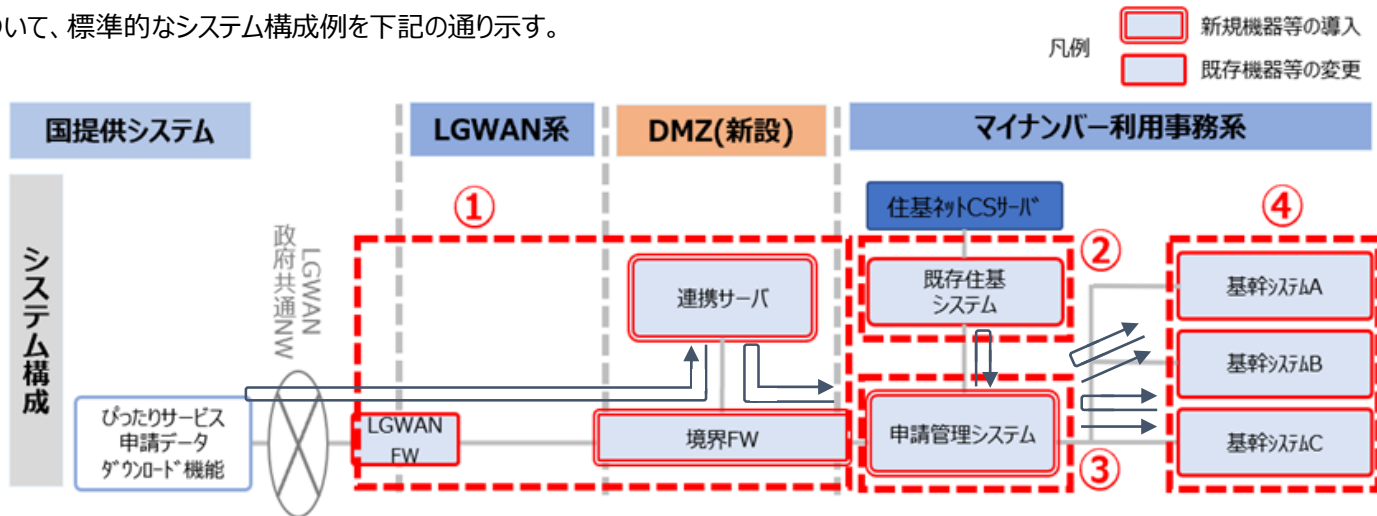 いて、標準的なシステム構成例を下記の通り示す。
凡例
新規機器等の導入
既存機器等の変更
国提供システム
LGWAN系
DMZ(新設)
マイナンバー利用事務系
システム構成
①
②
③
④
LGWAN
政府共通NW
ぴったりサービス
申請データ
ダウンロード機能
LGWAN
FW
連携サーバ
境界FW
住基ネットCSサーバ
既存住基
システム
申請管理システム
基幹システムA
基幹システムB
基幹システムC